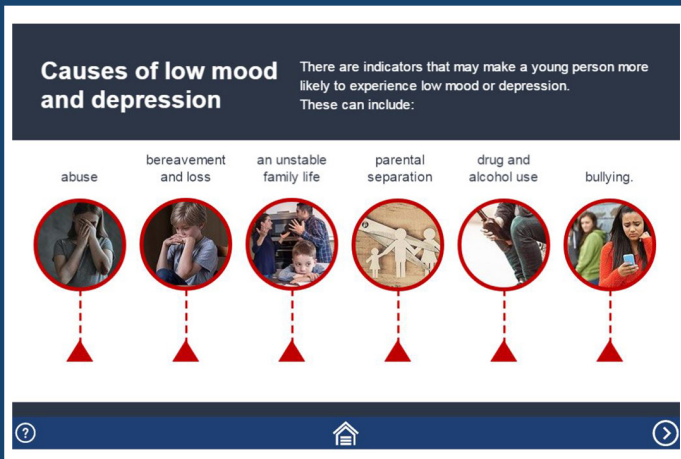 Causes of low mood
and depression
There are indicators that may make a young person more
likely to experience low mood or depression.
These can include:
abuse
bereavement
and loss
an unstable
family life
parental
separation
drug and
alcohol use
bullying.
?